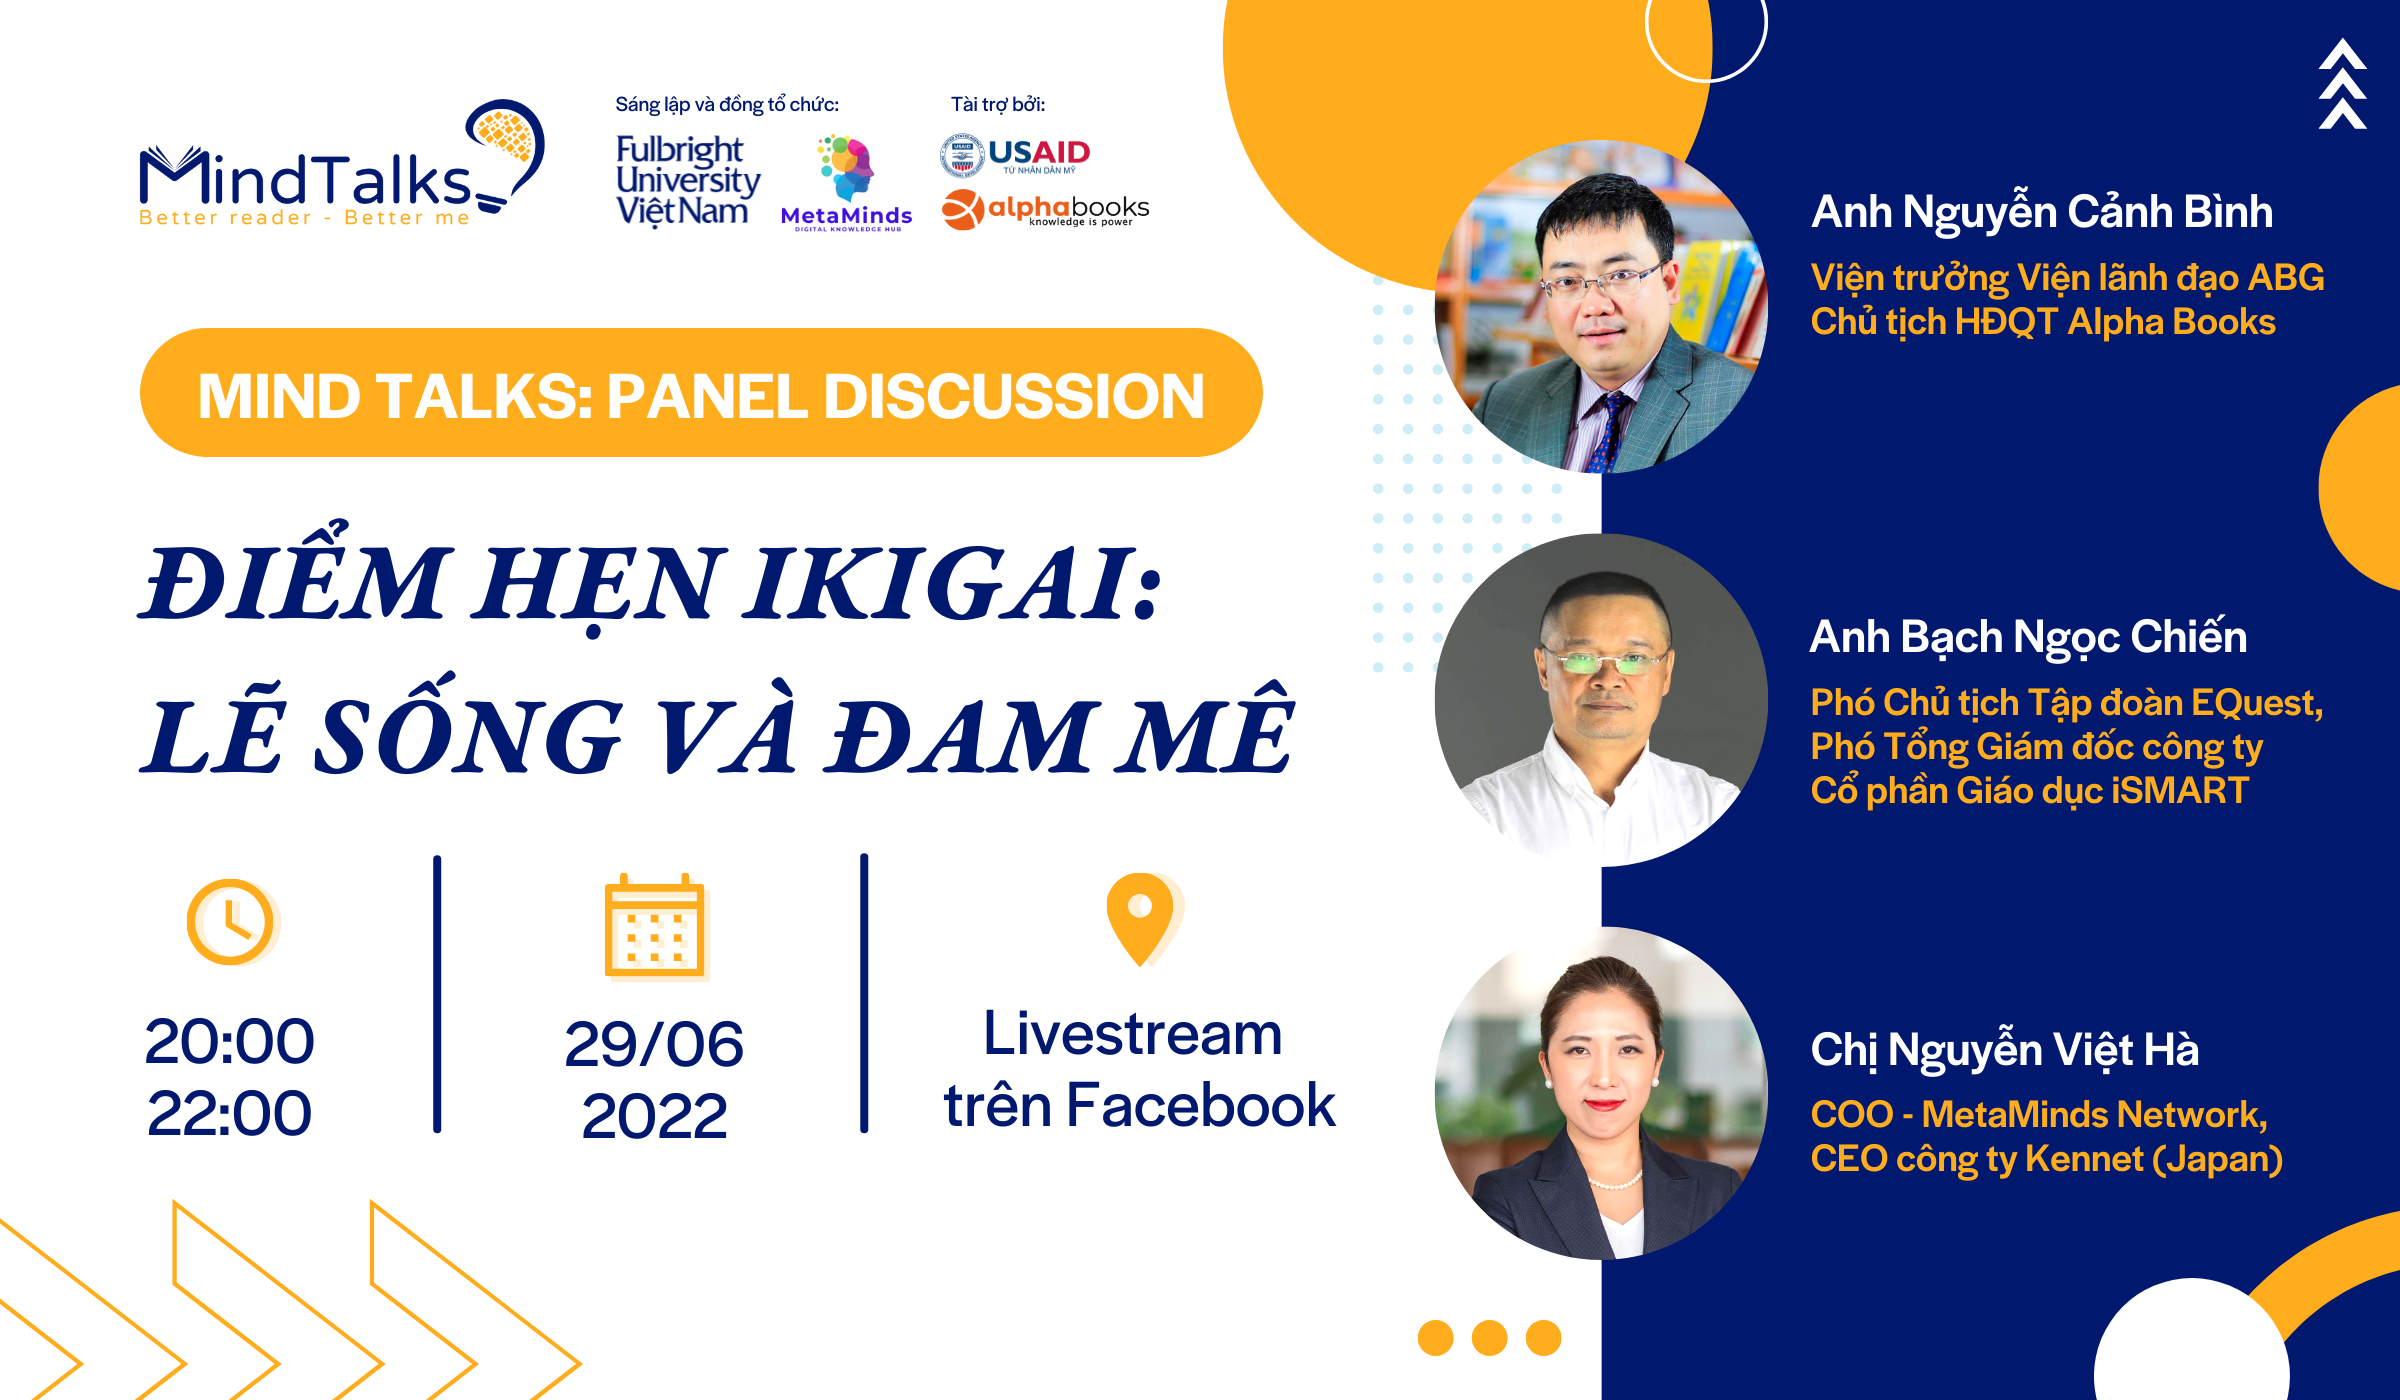 MindTalks
Better reader - Better me
Sáng lập và đồng tổ chức:
Fulbright
University
Việt Nam
MetaMinds
DIGITAL KNOWLEDGE HUB
Tài trợ bởi:
USAID
USAID
TỪ NHÂN DÂN MỸ
alphabooks
knowledge is power
MIND TALKS: PANEL DISCUSSION
ĐIỂM HẸN IKIGAI:
LẼ SỐNG VÀ ĐAM MÊ
20:00
22:00
29/06
2022
Livestream
trên Facebook
Anh Nguyễn Cảnh Bình
Viện trưởng Viện lãnh đạo ABG
Chủ tịch HĐQT Alpha Books
Anh Bạch Ngọc Chiến
Phó Chủ tịch Tập đoàn EQuest,
Phó Tổng Giám đốc công ty
Cổ phần Giáo dục iSMART
Chị Nguyễn Việt Hà
COO - MetaMinds Network,
CEO công ty Kennet (Japan)